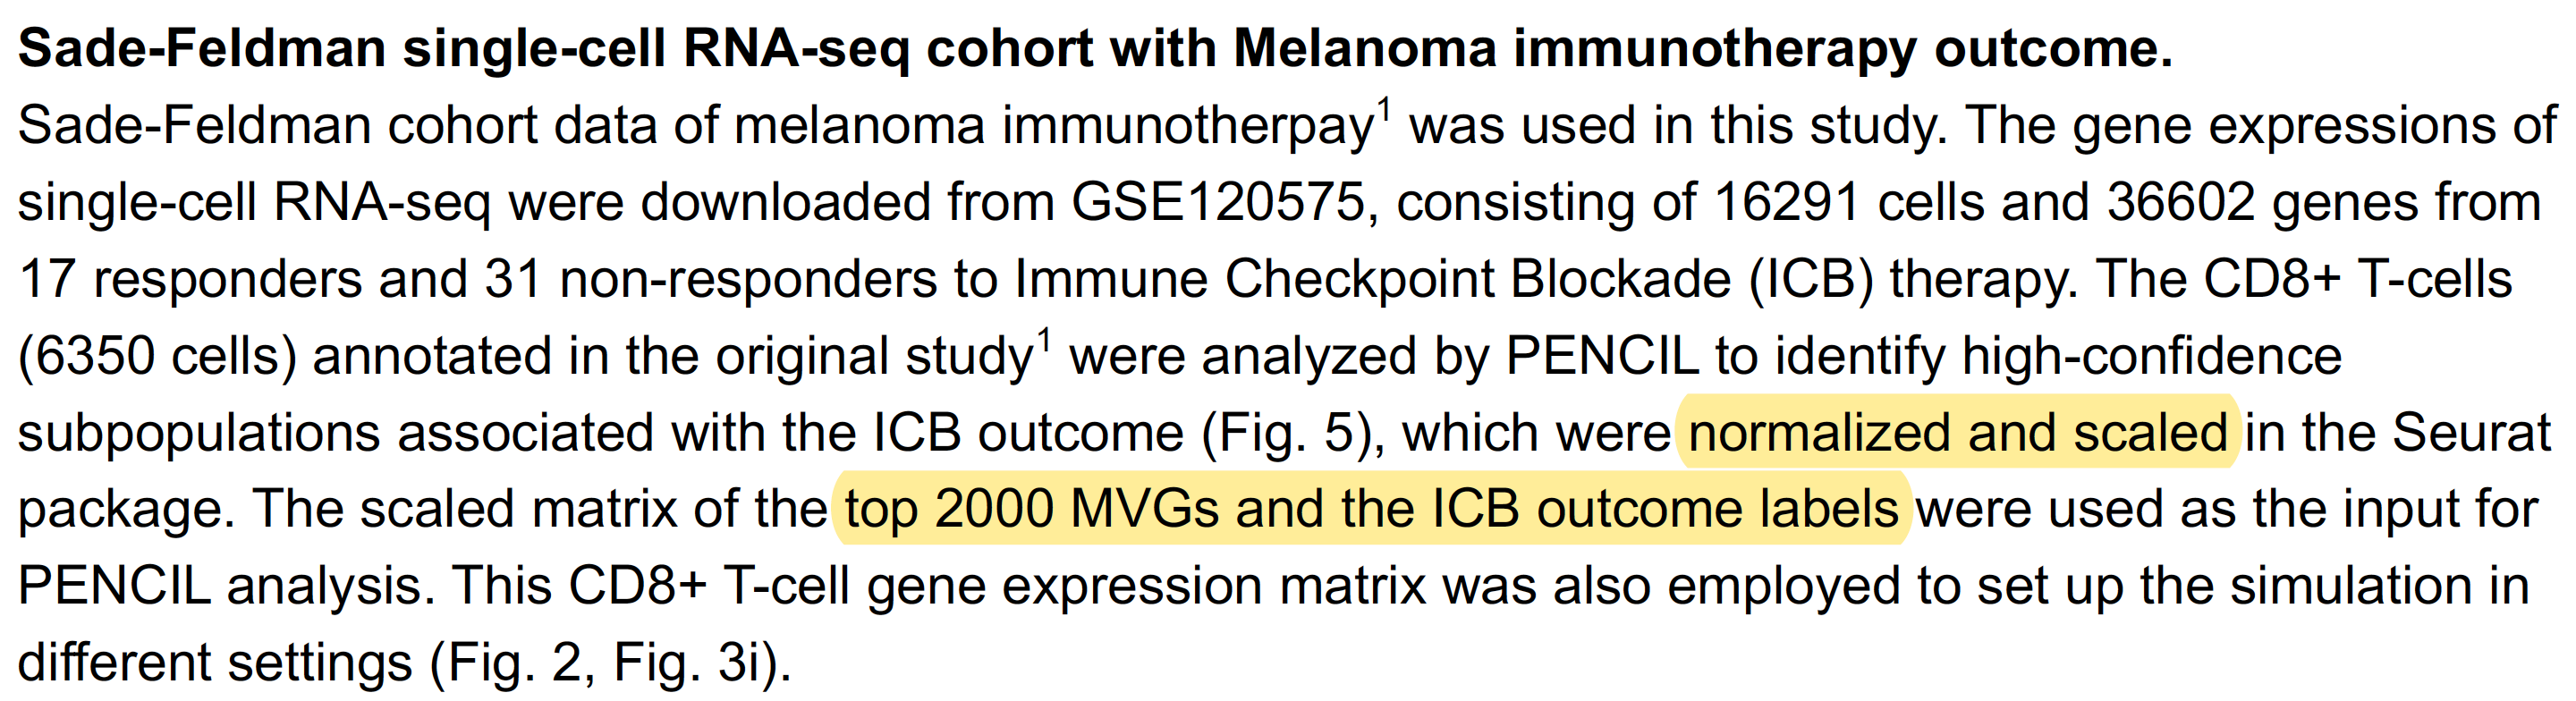 Sade-Feldman single-cell RNA-seq cohort with Melanoma immunotherapy outcome.
Sade-Feldman cohort data of melanoma immunotherpay¹ was used in this study. The gene expressions of
single-cell RNA-seq were downloaded from GSE120575, consisting of 16291 cells and 36602 genes from
17 responders and 31 non-responders to Immune Checkpoint Blockade (ICB) therapy. The CD8+ T-cells
(6350 cells) annotated in the original study¹ were analyzed by PENCIL to identify high-confidence
subpopulations associated with the ICB outcome (Fig. 5), which were normalized and scaled in the Seurat
package. The scaled matrix of the top 2000 MVGs and the ICB outcome labels were used as the input for
PENCIL analysis. This CD8+ T-cell gene expression matrix was also employed to set up the simulation in
different settings (Fig. 2, Fig. 3i).